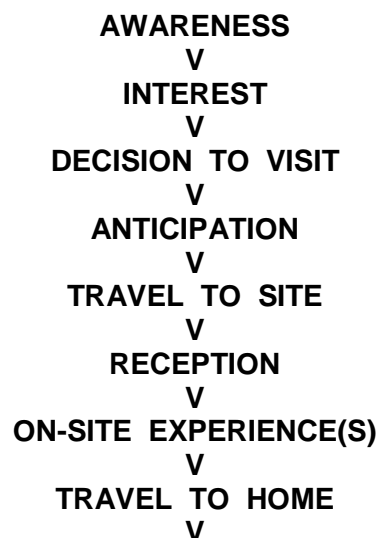 AWARENESS
V
INTEREST
V
DECISION TO VISIT
V
ANTICIPATION
V
TRAVEL TO SITE
V
RECEPTION
V
ON-SITE EXPERIENCE(S)
V
TRAVEL TO HOME
V